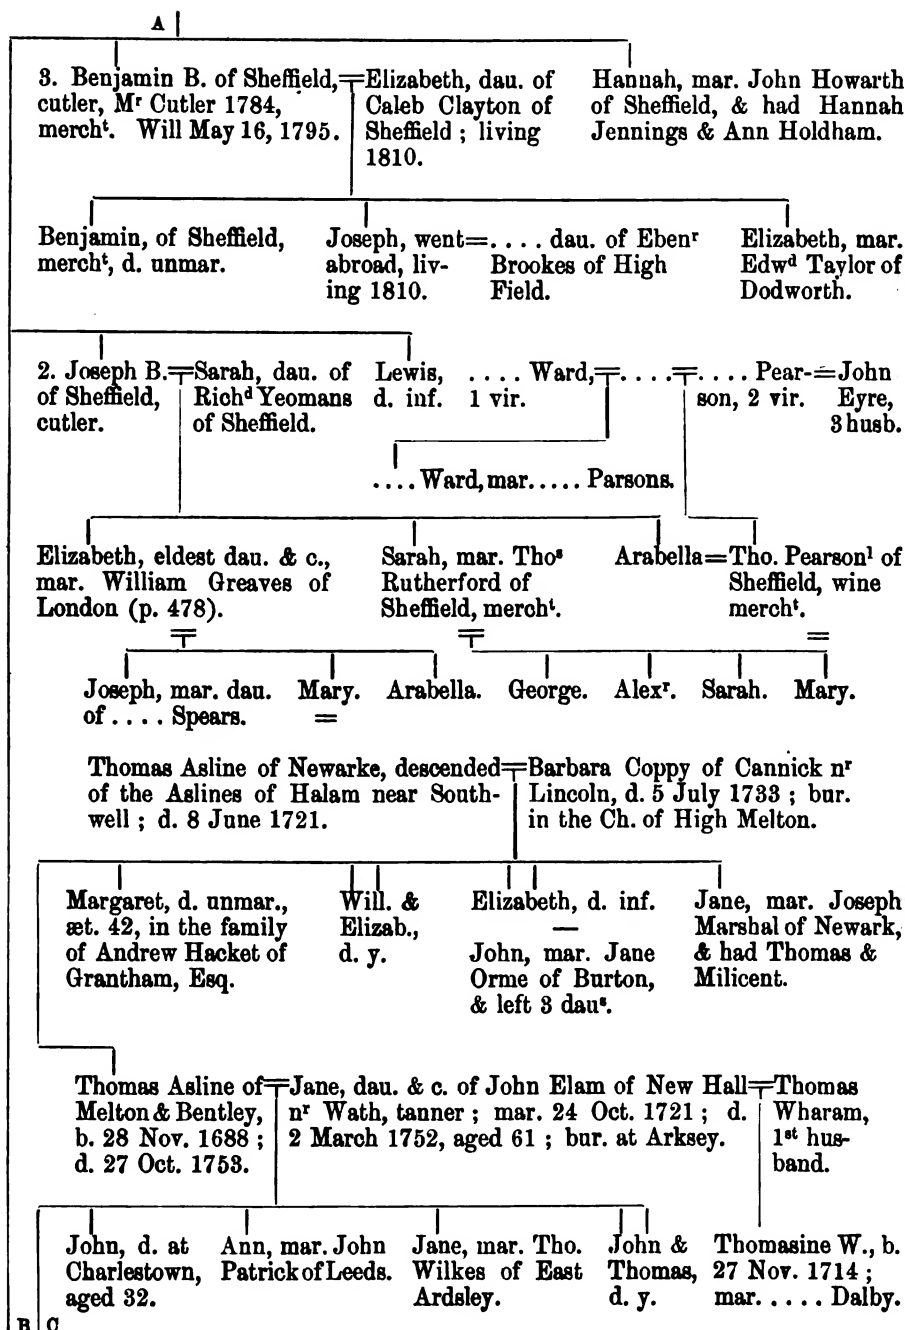 A
3. Benjamin B. of Sheffield,=Elizabeth, dau. of
cutler, Mʳ Cutler 1784,
mercht. Will May 16, 1795.
Caleb Clayton of
Sheffield ; living
1810.
Hannah, mar. John Howarth
of Sheffield, & had Hannah
Jennings & Ann Holdham.
Benjamin, of Sheffield,
merchᵗ, d. unmar.
Joseph, went=.... dau. of Ebenʳ
abroad, liv-
ing 1810.
Brookes of High
Field.
Elizabeth, mar.
Edwᵈ Taylor of
Dodworth.
2. Joseph B.=Sarah, dau. of
of Sheffield,
cutler.
Richᵈ Yeomans
of Sheffield.
Lewis,
d. inf.
.... Ward,=....=.... Pear-=John
1 vir.
son, 2 vir.
Eyre,
3 husb.
.... Ward, mar..... Parsons.
Elizabeth, eldest dau. & c.,
mar. William Greaves of
London (p. 478).
=
Sarah, mar. Thoˢ
Rutherford of
Sheffield, merchᵗ.
=
Arabella=Tho. Pearson¹ of
Sheffield, wine
merchᵗ.
=
Joseph, mar. dau.
of .... Spears.
Mary.
=
Arabella.
George.
Alexʳ.
Sarah.
Mary.
Thomas Asline of Newarke, descended=Barbara Coppy of Cannick nʳ
of the Aslines of Halam near South-
well ; d. 8 June 1721.
Lincoln, d. 5 July 1733 ; bur.
in the Ch. of High Melton.
Margaret, d. unmar.,
æt. 42, in the family
of Andrew Hacket of
Grantham, Esq.
Will. &
Elizab.,
d. y.
Elizabeth, d. inf.
—
John, mar. Jane
Orme of Burton,
& left 3 dauˢ.
Jane, mar. Joseph
Marshal of Newark,
& had Thomas &
Milicent.
Thomas Asline of=Jane, dau. & c. of John Elam of New Hall=Thomas
Melton & Bentley,
b. 28 Nov. 1688 ;
d. 27 Oct. 1753.
nʳ Wath, tanner ; mar. 24 Oct. 1721 ; d.
2 March 1752, aged 61 ; bur. at Arksey.
Wharam,
1ˢᵗ hus-
band.
John, d. at
Charlestown,
aged 32.
Ann, mar. John
Patrick of Leeds.
Jane, mar. Tho.
Wilkes of East
Ardsley.
John &
Thomas,
d. y.
Thomasine W., b.
27 Nov. 1714 ;
mar..... Dalby.
B C